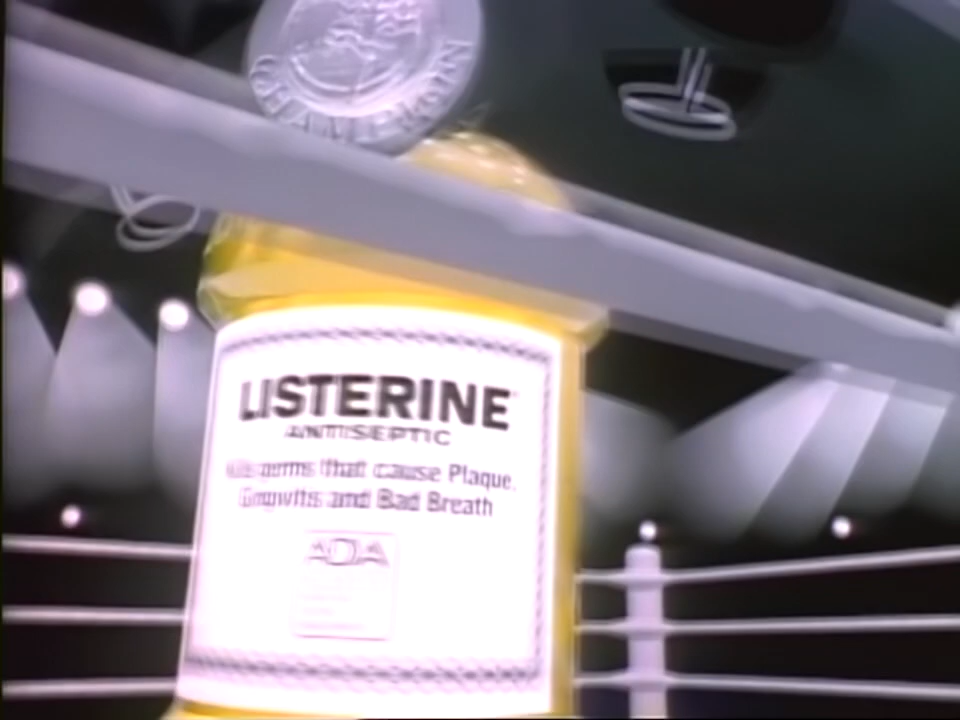 CHAMPION
LISTERINE
ANTISEPTIC
germs that cause Plaque,
and Bad Breath
ADA